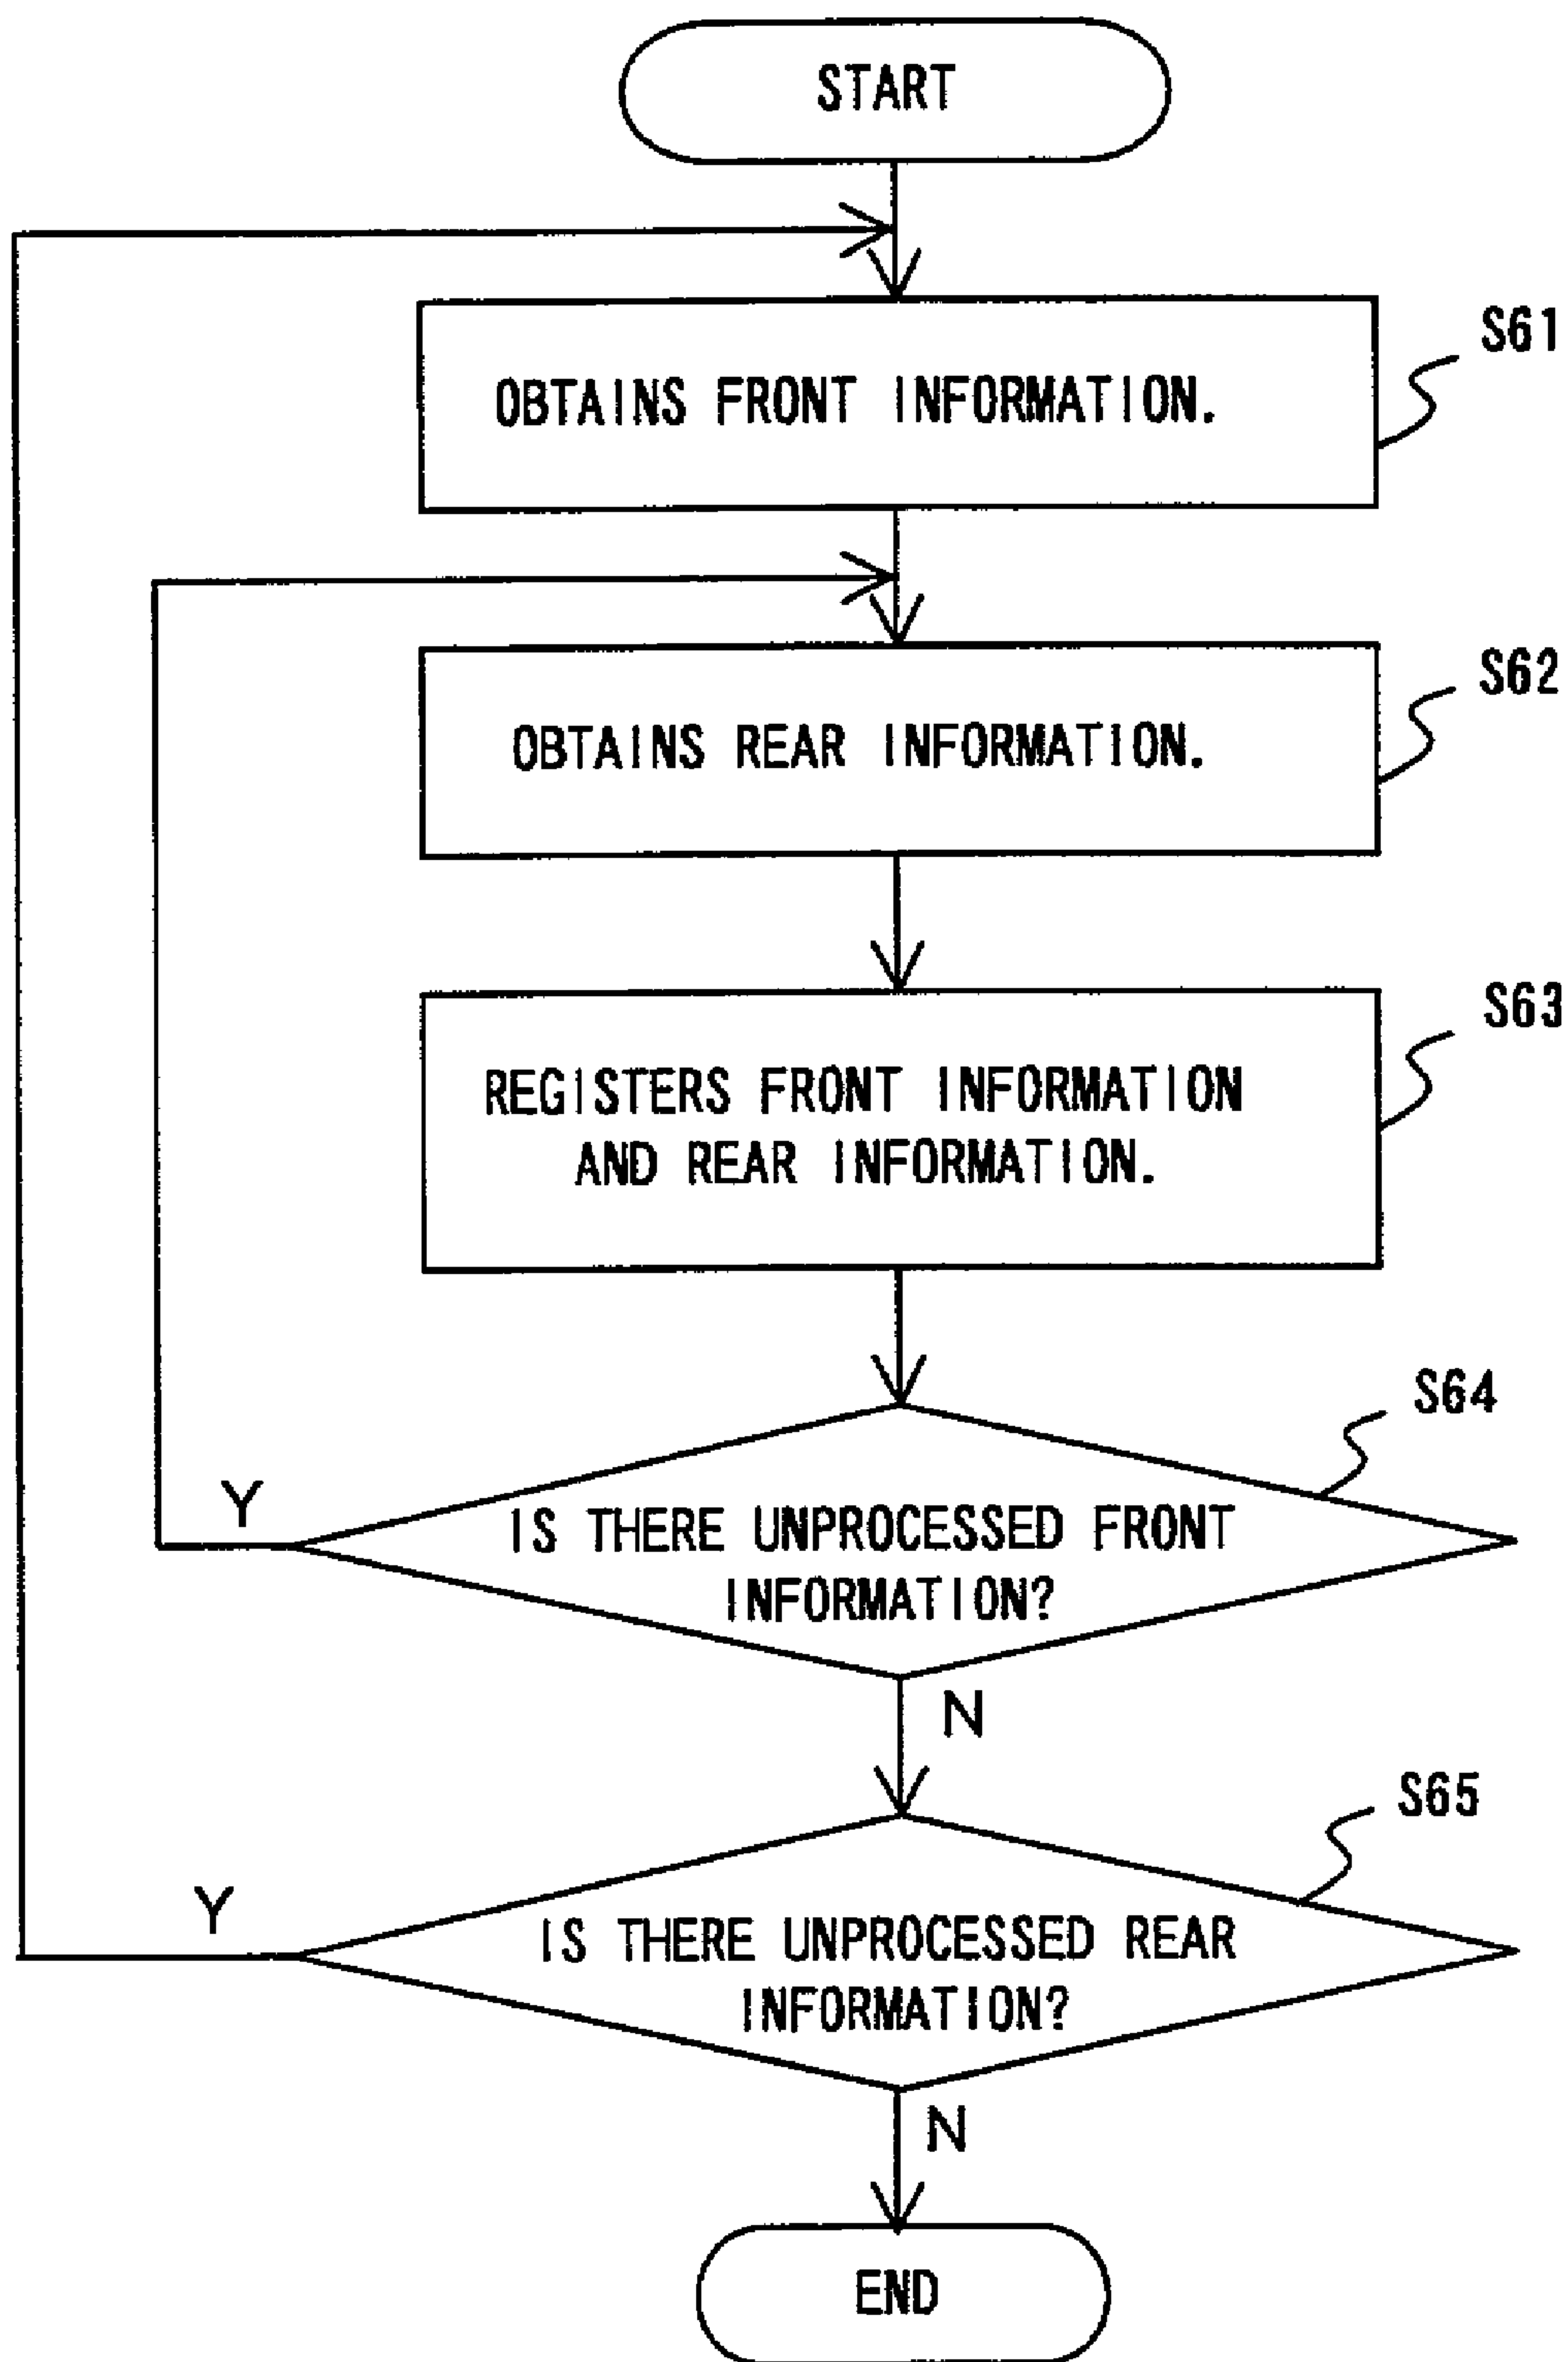 START
S61
OBTAINS FRONT INFORMATION.
S62
OBTAINS REAR INFORMATION.
S63
REGISTERS FRONT INFORMATION
AND REAR INFORMATION.
S64
Y
IS THERE UNPROCESSED FRONT
INFORMATION?
N
S65
Y
IS THERE UNPROCESSED REAR
INFORMATION?
N
END